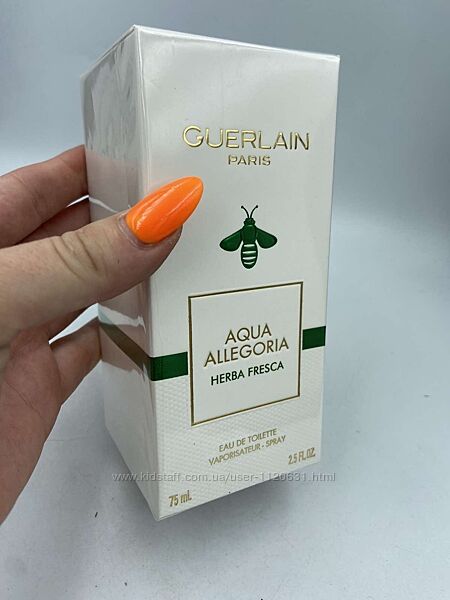 GUERLAIN
PARIS
AQUA
ALLEGORIA
HERBA FRESCA
EAU DE TOILETTE
VAPORISATEUR - SPRAY
75 mL
2.5 FL.OZ.
www.kidstaff.com.ua/user-1120631.html